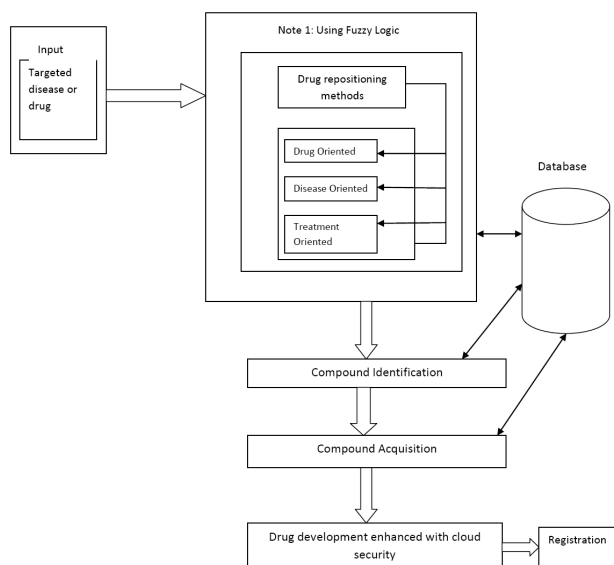 Input
Targeted
disease or
drug
Note 1: Using Fuzzy Logic
Drug repositioning
methods
Drug Oriented
Disease Oriented
Treatment
Oriented
Database
Compound Identification
Compound Acquisition
Drug development enhanced with cloud
security
Registration